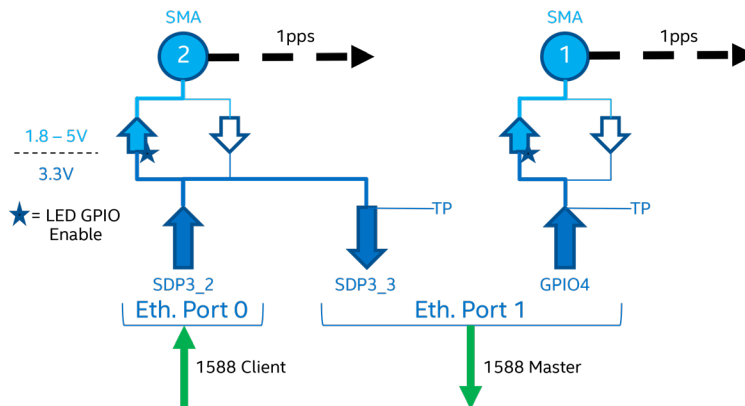 SMA
SMA
1pps
1pps
2
1
1.8 – 5V
3.3V
= LED GPIO
Enable
TP
TP
SDP3_2
SDP3_3
GPIO4
Eth. Port 0
Eth. Port 1
1588 Client
1588 Master